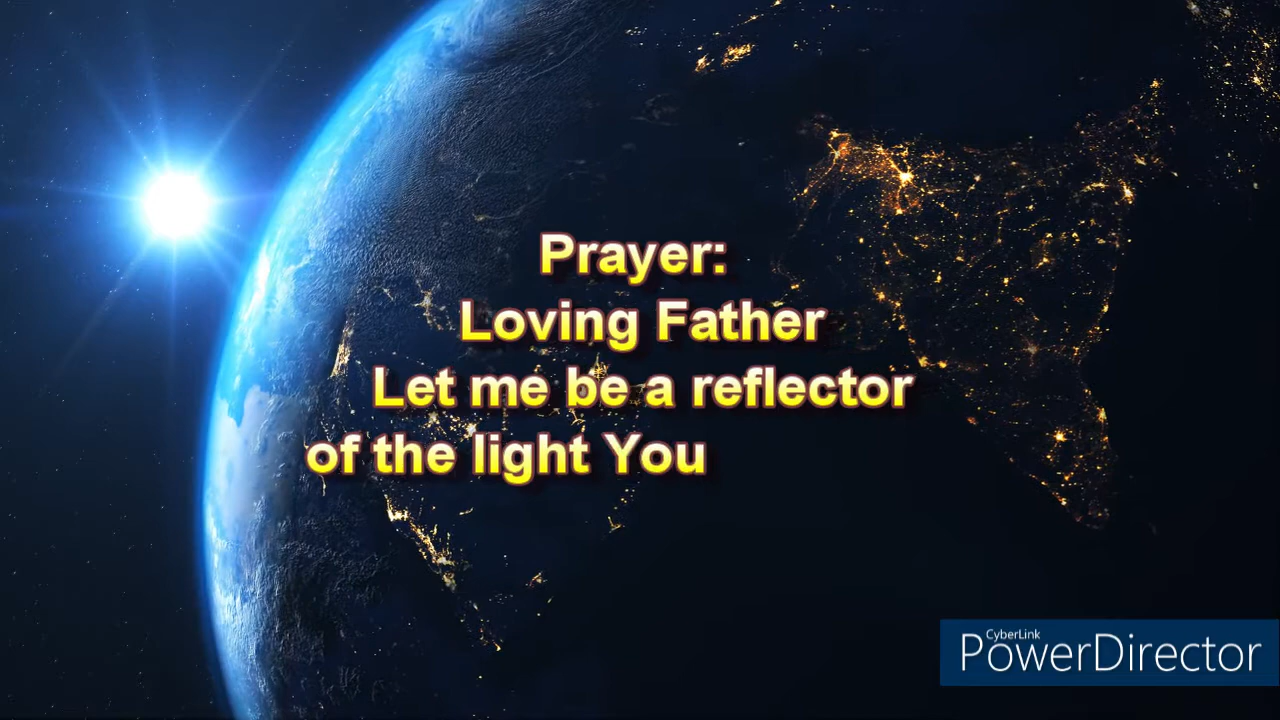 Prayer:
Loving Father
Let me be a reflector
of the light You
CyberLink
PowerDirector